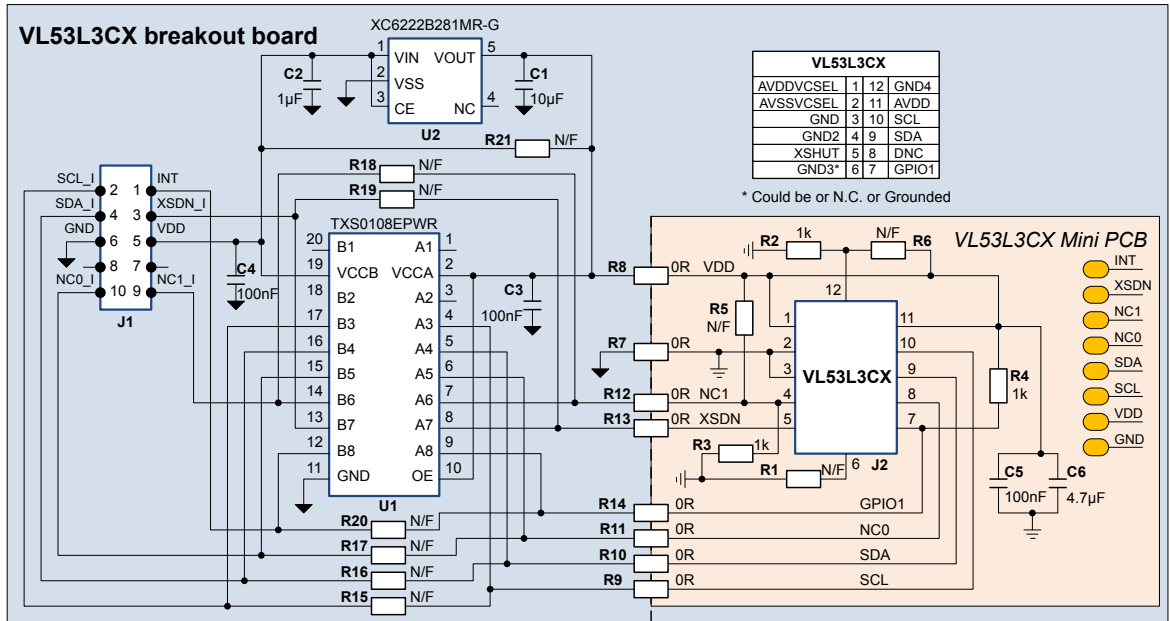 VL53L3CX breakout board
XC6222B281MR-G
1 VIN VOUT 5
2 VSS
3 CE NC 4
U2
C2
1µF
C1
10µF
R21 N/F
R18 N/F
R19 N/F
VL53L3CX
AVDDVCSEL 1 12 GND4
AVSSVCSEL 2 11 AVDD
GND 3 10 SCL
GND2 4 9 SDA
XSHUT 5 8 DNC
GND3* 6 7 GPIO1
* Could be or N.C. or Grounded
SCL_I 2 1 INT
SDA_I 4 3 XSDN_I
GND 6 5 VDD
8 7
NC0_I 10 9 NC1_I
J1
C4
100nF
TXS0108EPWR
20 B1 A1 1
19 VCCB VCCA 2
18 B2 A2 3
17 B3 A3 4
16 B4 A4 5
15 B5 A5 6
14 B6 A6 7
13 B7 A7 8
12 B8 A8 9
11 GND OE 10
U1
C3
100nF
R20 N/F
R17 N/F
R16 N/F
R15 N/F
VL53L3CX Mini PCB
R2 1k
N/F R6
R8 0R VDD
R5
N/F
R7 0R
R12 0R NC1
R13 0R XSDN
12
1 11
2 10
3 9
4 8
5 7
6
VL53L3CX
J2
R4
1k
R3 1k
R1 N/F
C5
100nF
C6
4.7µF
R14 0R GPIO1
R11 0R NC0
R10 0R SDA
R9 0R SCL
INT
XSDN
NC1
NC0
SDA
SCL
VDD
GND